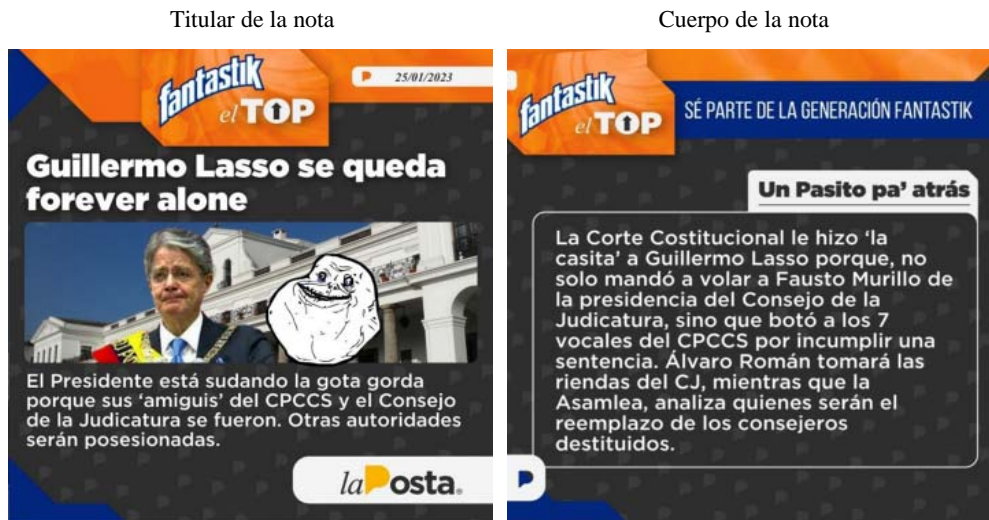 Titular de la nota
fantastik
el TOP
25/01/2023
Guillermo Lasso se queda
forever alone
El Presidente está sudando la gota gorda
porque sus ‘amiguis’ del CPCCS y el Consejo
de la Judicatura se fueron. Otras autoridades
serán posesionadas.
la Posta.
Cuerpo de la nota
fantastik
el TOP
SÉ PARTE DE LA GENERACIÓN FANTASTIK
Un Pasito pa’ atrás
La Corte Costitucional le hizo ‘la
casita’ a Guillermo Lasso porque, no
solo mandó a volar a Fausto Murillo de
la presidencia del Consejo de la
Judicatura, sino que botó a los 7
vocales del CPCCS por incumplir una
sentencia. Álvaro Román tomará las
riendas del CJ, mientras que la
Asamlea, analiza quienes serán el
reemplazo de los consejeros
destituidos.